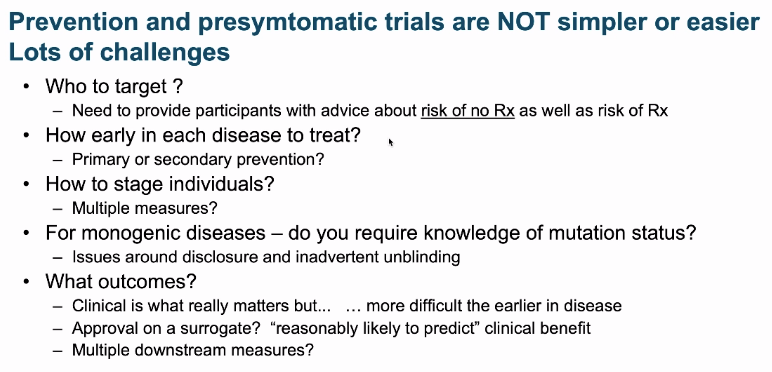 Prevention and presymtomatic trials are NOT simpler or easier
Lots of challenges
• Who to target ?
– Need to provide participants with advice about risk of no Rx as well as risk of Rx
• How early in each disease to treat?
– Primary or secondary prevention?
• How to stage individuals?
– Multiple measures?
• For monogenic diseases – do you require knowledge of mutation status?
– Issues around disclosure and inadvertent unblinding
• What outcomes?
– Clinical is what really matters but... … more difficult the earlier in disease
– Approval on a surrogate? “reasonably likely to predict” clinical benefit
– Multiple downstream measures?